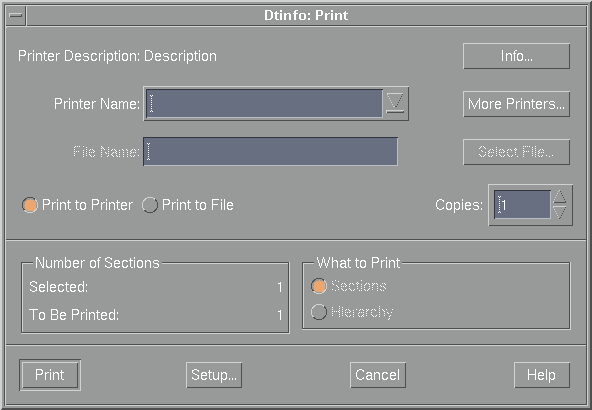 Dtinfo: Print
Printer Description: Description
Info...
Printer Name:
More Printers...
File Name:
Select File...
Print to Printer
Print to File
Copies:
1
Number of Sections
What to Print
Selected: 1
Sections
To Be Printed: 1
Hierarchy
Print
Setup...
Cancel
Help